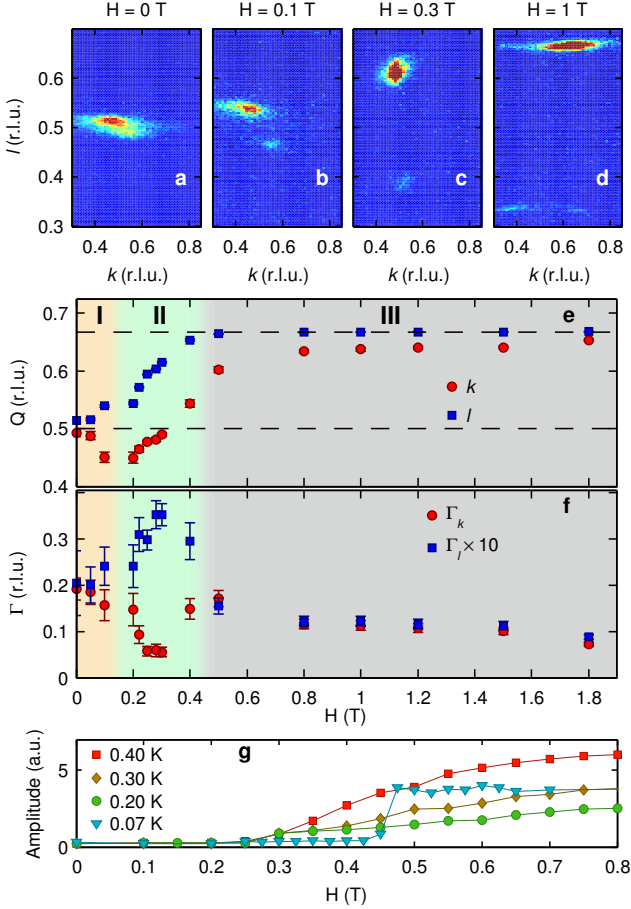 H = 0 T H = 0.1 T H = 0.3 T H = 1 T
0.6
0.5
0.4
0.3
l (r.l.u.)
a b c d
0.4 0.6 0.8 0.4 0.6 0.8 0.4 0.6 0.8 0.4 0.6 0.8
k (r.l.u.) k (r.l.u.) k (r.l.u.) k (r.l.u.)
0.7
0.6
0.5
0.4
Q (r.l.u.)
I II III e
k
l
0.4
0.3
0.2
0.1
0
Γ (r.l.u.)
f
Γk
Γl × 10
0 0.2 0.4 0.6 0.8 1 1.2 1.4 1.6 1.8
H (T)
g
Amplitude (a.u.)
5
0
0.40 K
0.30 K
0.20 K
0.07 K
0 0.1 0.2 0.3 0.4 0.5 0.6 0.7 0.8
H (T)